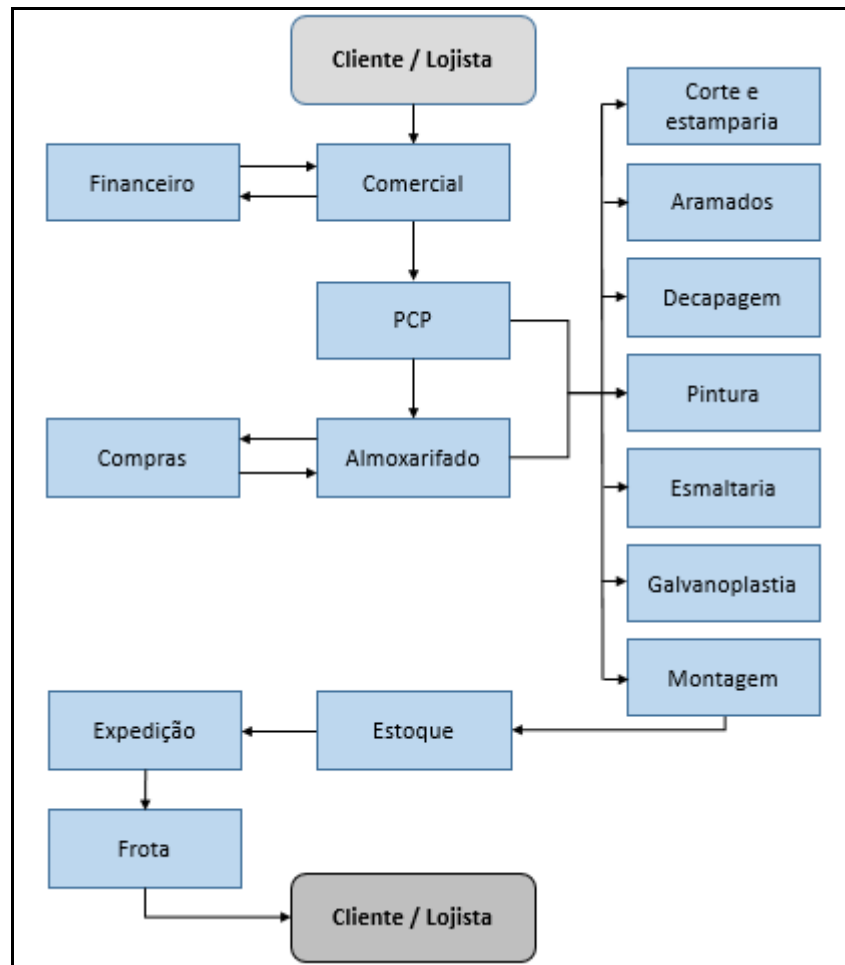 Cliente / Lojista
Corte e
estamparia
Financeiro
Comercial
Aramados
PCP
Decapagem
Pintura
Compras
Almoxarifado
Esmaltaria
Galvanoplastia
Montagem
Expedição
Estoque
Frota
Cliente / Lojista